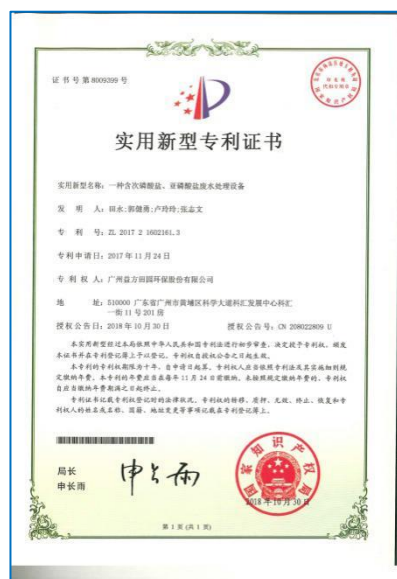 证书号第8009399号
实用新型专利证书
实用新型名称：一种含次磷酸盐、亚磷酸盐废水处理设备
发 明 人：田水;郭健勇;卢玲玲;张志文
专 利 号：ZL 2017 2 1602161.3
专利申请日：2017年11月24日
专 利 权 人：广州益方田园环保股份有限公司
地 址：510000 广东省广州市黄埔区科学大道科汇发展中心科汇
一街11号201房
授权公告日：2018年10月30日 授权公告号：CN 208022809 U
本实用新型经过本局依照中华人民共和国专利法进行初步审查，决定授予专利权，颁发
本证书并在专利登记簿上予以登记。专利权自授权公告之日起生效。
本专利的专利权期限为十年，自申请日起算。专利权人应当依照专利法及其实施细则规
定缴纳年费。本专利的年费应当在每年11月24日前缴纳。未按照规定缴纳年费的，专利权
自应当缴纳年费期满之日起终止。
专利证书记载专利权登记时的法律状况。专利权的转移、质押、无效、终止、恢复和专
利权人的姓名或名称、国籍、地址变更等事项记载在专利登记簿上。
局长
申长雨
申长雨
国家知识产权局
2018年10月30日
第1页(共1页)